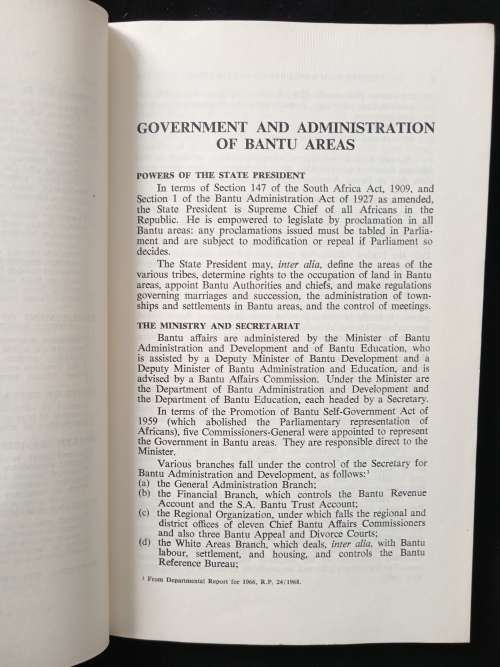 GOVERNMENT AND ADMINISTRATION
OF BANTU AREAS
POWERS OF THE STATE PRESIDENT
In terms of Section 147 of the South Africa Act, 1909, and
Section 1 of the Bantu Administration Act of 1927 as amended,
the State President is Supreme Chief of all Africans in the
Republic. He is empowered to legislate by proclamation in all
Bantu areas: any proclamations issued must be tabled in Parlia-
ment and are subject to modification or repeal if Parliament so
decides.
The State President may, inter alia, define the areas of the
various tribes, determine rights to the occupation of land in Bantu
areas, appoint Bantu Authorities and chiefs, and make regulations
governing marriages and succession, the administration of town-
ships and settlements in Bantu areas, and the control of meetings.
THE MINISTRY AND SECRETARIAT
Bantu affairs are administered by the Minister of Bantu
Administration and Development and of Bantu Education, who
is assisted by a Deputy Minister of Bantu Development and a
Deputy Minister of Bantu Administration and Education, and is
advised by a Bantu Affairs Commission. Under the Minister are
the Department of Bantu Administration and Development and
the Department of Bantu Education, each headed by a Secretary.
In terms of the Promotion of Bantu Self-Government Act of
1959 (which abolished the Parliamentary representation of
Africans), five Commissioners-General were appointed to represent
the Government in Bantu areas. They are responsible direct to the
Minister.
Various branches fall under the control of the Secretary for
Bantu Administration and Development, as follows:¹
(a) the General Administration Branch;
(b) the Financial Branch, which controls the Bantu Revenue
Account and the S.A. Bantu Trust Account;
(c) the Regional Organization, under which falls the regional and
district offices of eleven Chief Bantu Affairs Commissioners
and also three Bantu Appeal and Divorce Courts;
(d) the White Areas Branch, which deals, inter alia, with Bantu
labour, settlement, and housing, and controls the Bantu
Reference Bureau;
¹ From Departmental Report for 1966, R.P. 24/1968.